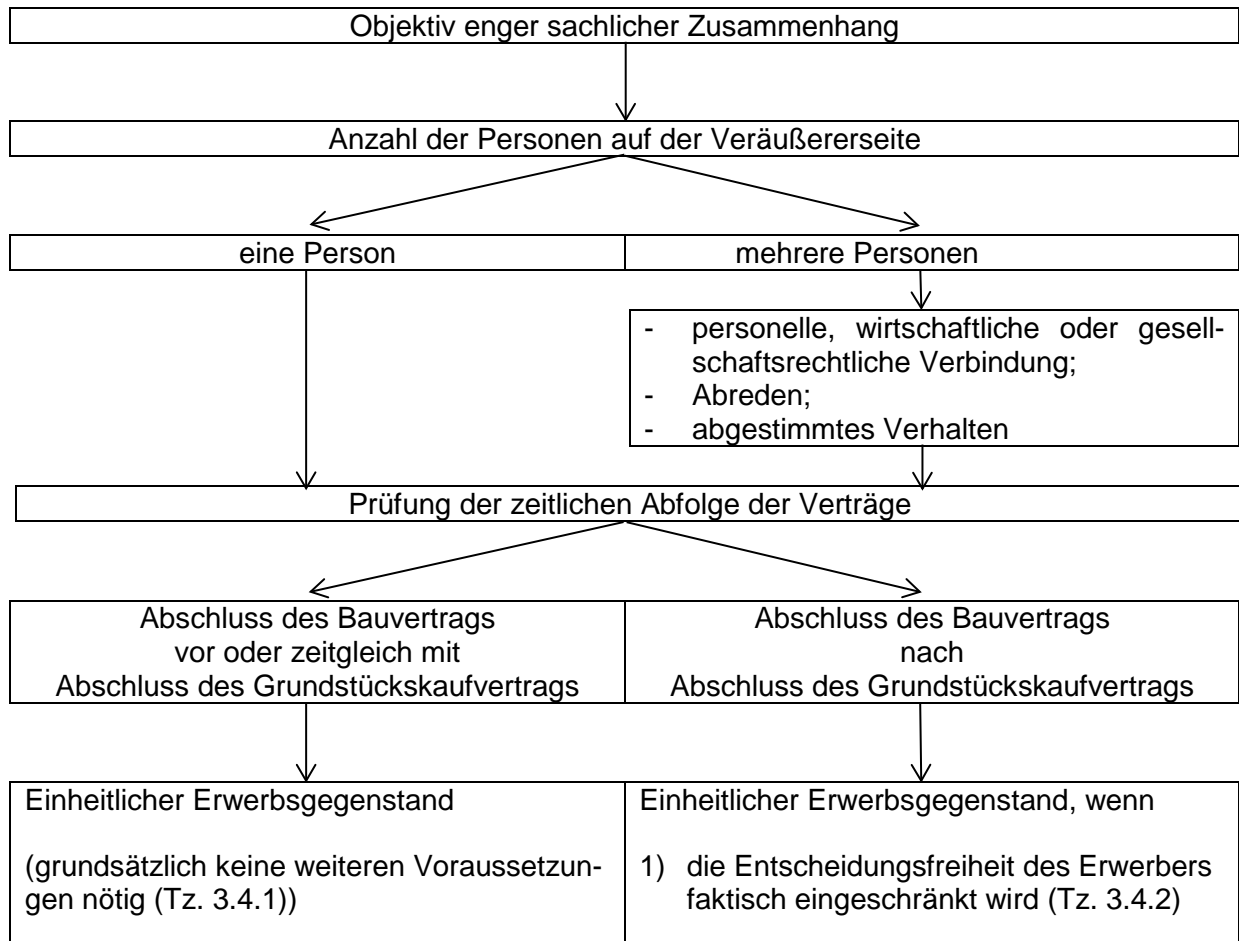 Objektiv enger sachlicher Zusammenhang
Anzahl der Personen auf der Veräußererseite
eine Person
mehrere Personen
- personelle, wirtschaftliche oder gesell-
schaftsrechtliche Verbindung;
- Abreden;
- abgestimmtes Verhalten
Prüfung der zeitlichen Abfolge der Verträge
Abschluss des Bauvertrags
vor oder zeitgleich mit
Abschluss des Grundstückskaufvertrags
Abschluss des Bauvertrags
nach
Abschluss des Grundstückskaufvertrags
Einheitlicher Erwerbsgegenstand
(grundsätzlich keine weiteren Voraussetzun-
gen nötig (Tz. 3.4.1))
Einheitlicher Erwerbsgegenstand, wenn
1) die Entscheidungsfreiheit des Erwerbers
faktisch eingeschränkt wird (Tz. 3.4.2)